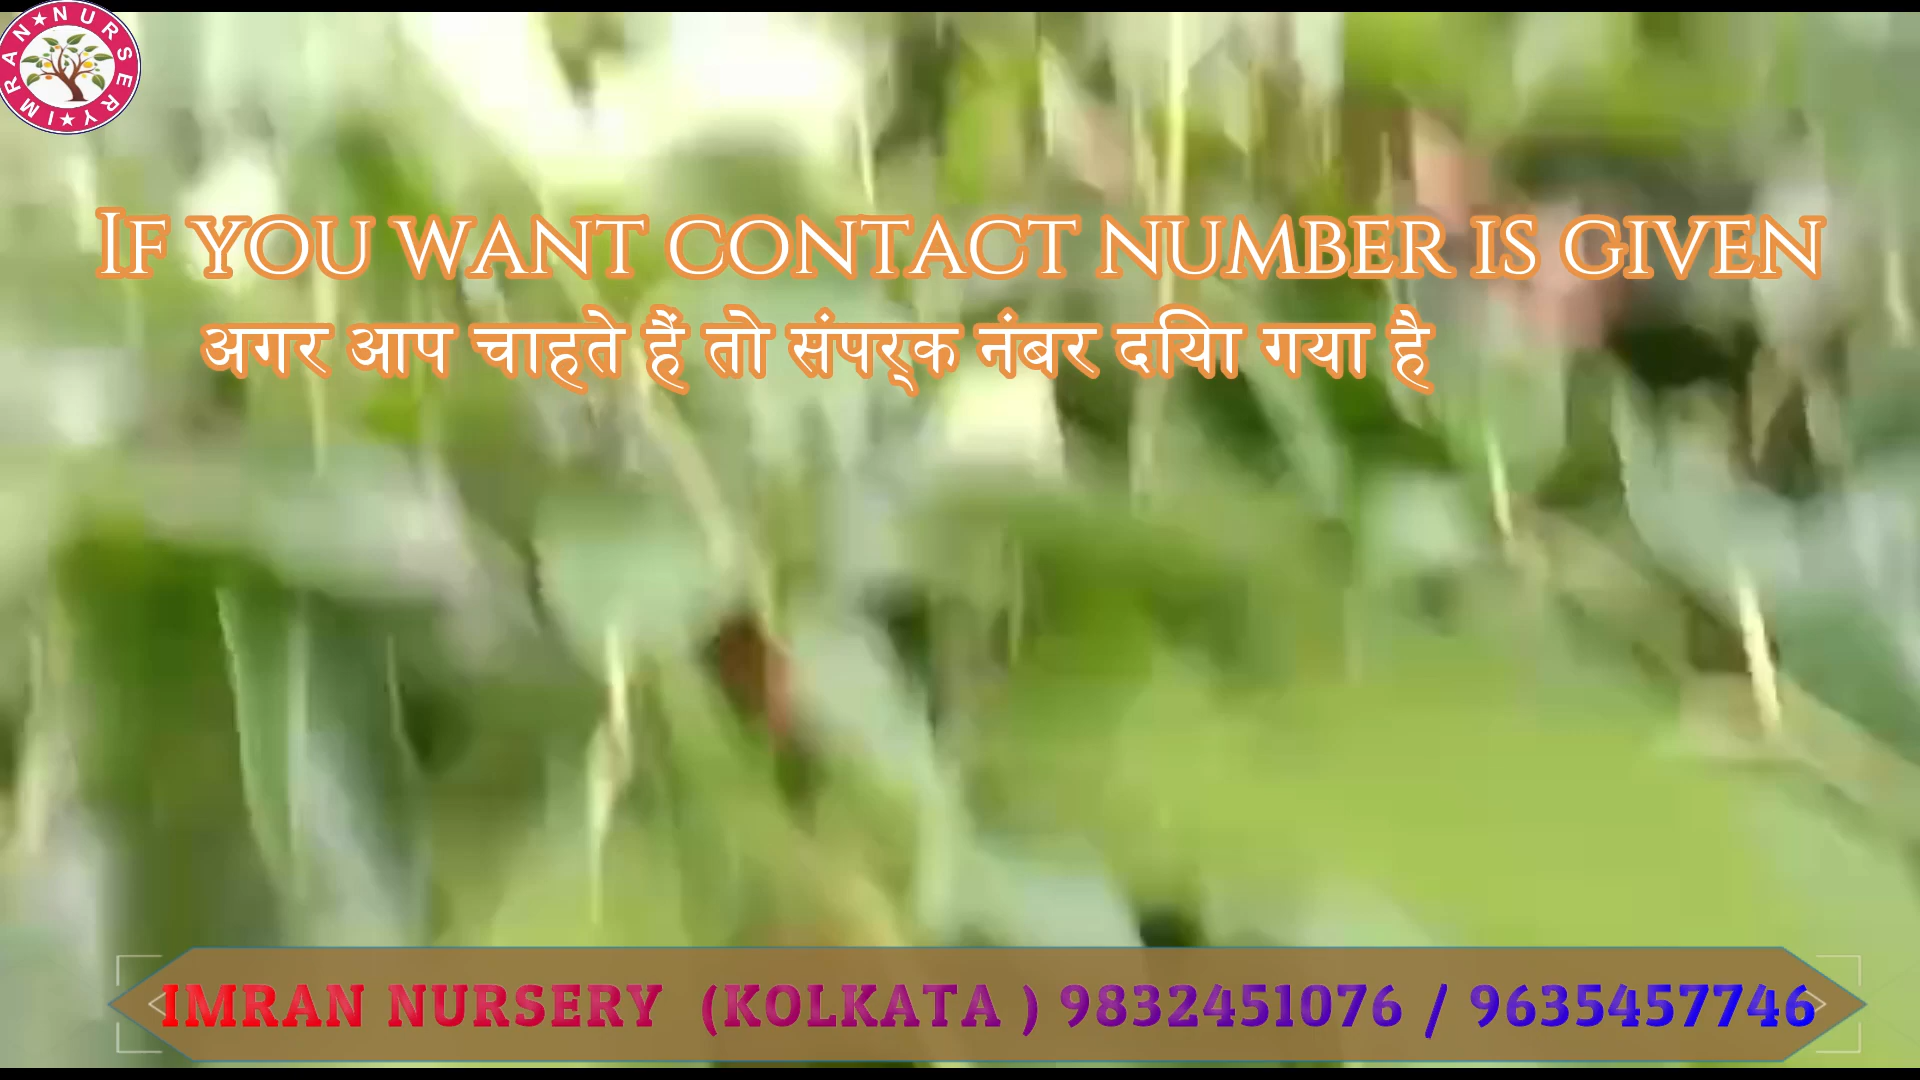 IMRAN★NURSERY★
If you want contact number is given
अगर आप चाहते हैं तो संपर्क नंबर दिया गया है
IMRAN NURSERY (KOLKATA ) 9832451076 / 9635457746